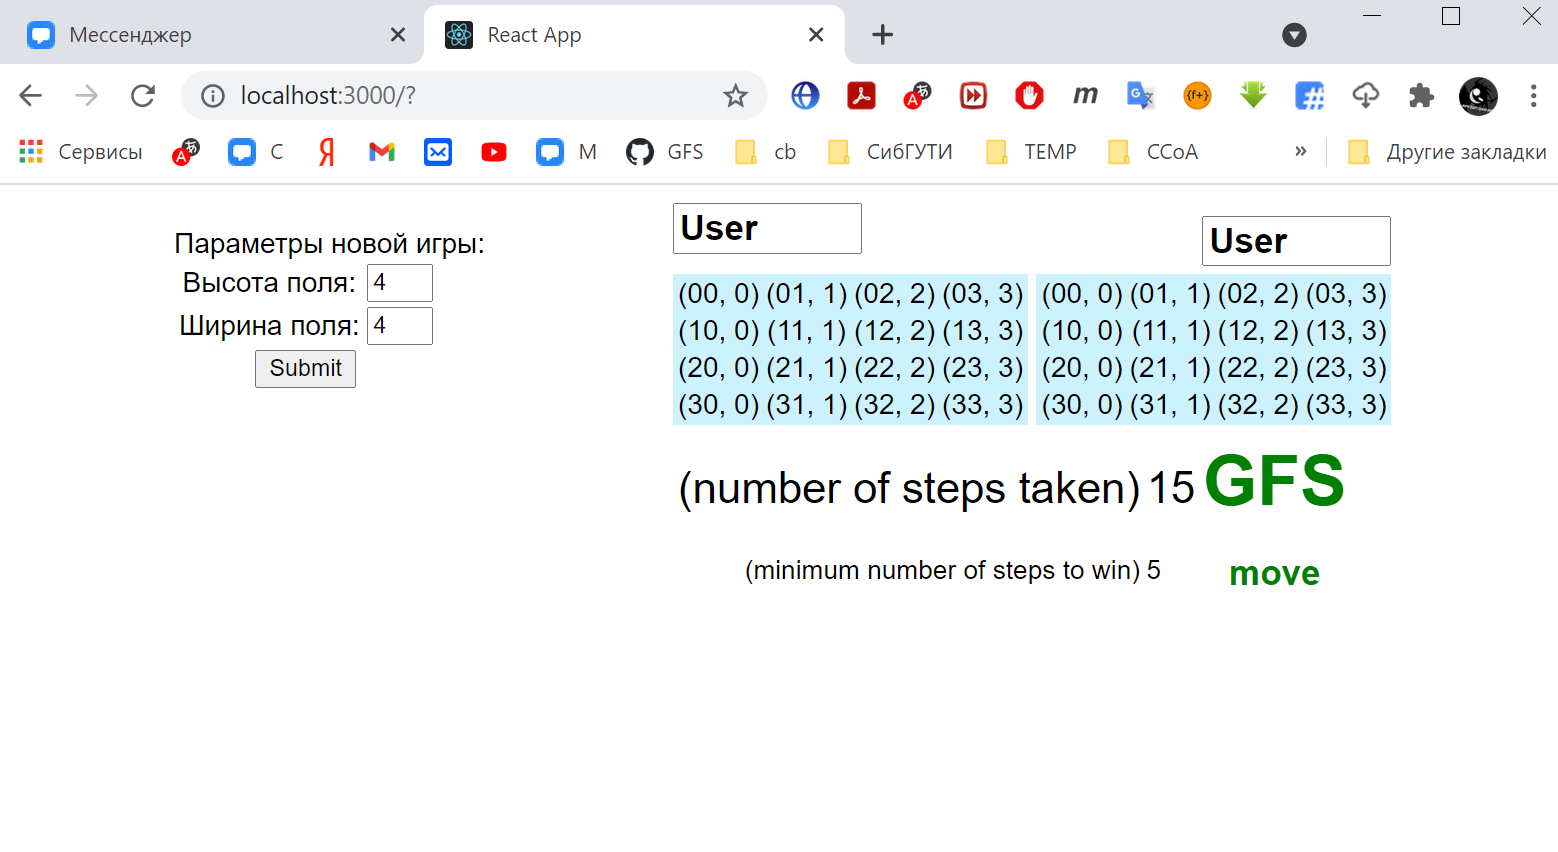 Мессенджер
React App
localhost:3000/?
Сервисы
С
Я
М
GFS
cb
СибГУТИ
TEMP
ССоА
»
Другие закладки
Параметры новой игры:
Высота поля: 4
Ширина поля: 4
Submit
User
User
(00, 0) (01, 1) (02, 2) (03, 3)
(10, 0) (11, 1) (12, 2) (13, 3)
(20, 0) (21, 1) (22, 2) (23, 3)
(30, 0) (31, 1) (32, 2) (33, 3)
(00, 0) (01, 1) (02, 2) (03, 3)
(10, 0) (11, 1) (12, 2) (13, 3)
(20, 0) (21, 1) (22, 2) (23, 3)
(30, 0) (31, 1) (32, 2) (33, 3)
(number of steps taken) 15 GFS
(minimum number of steps to win) 5 move